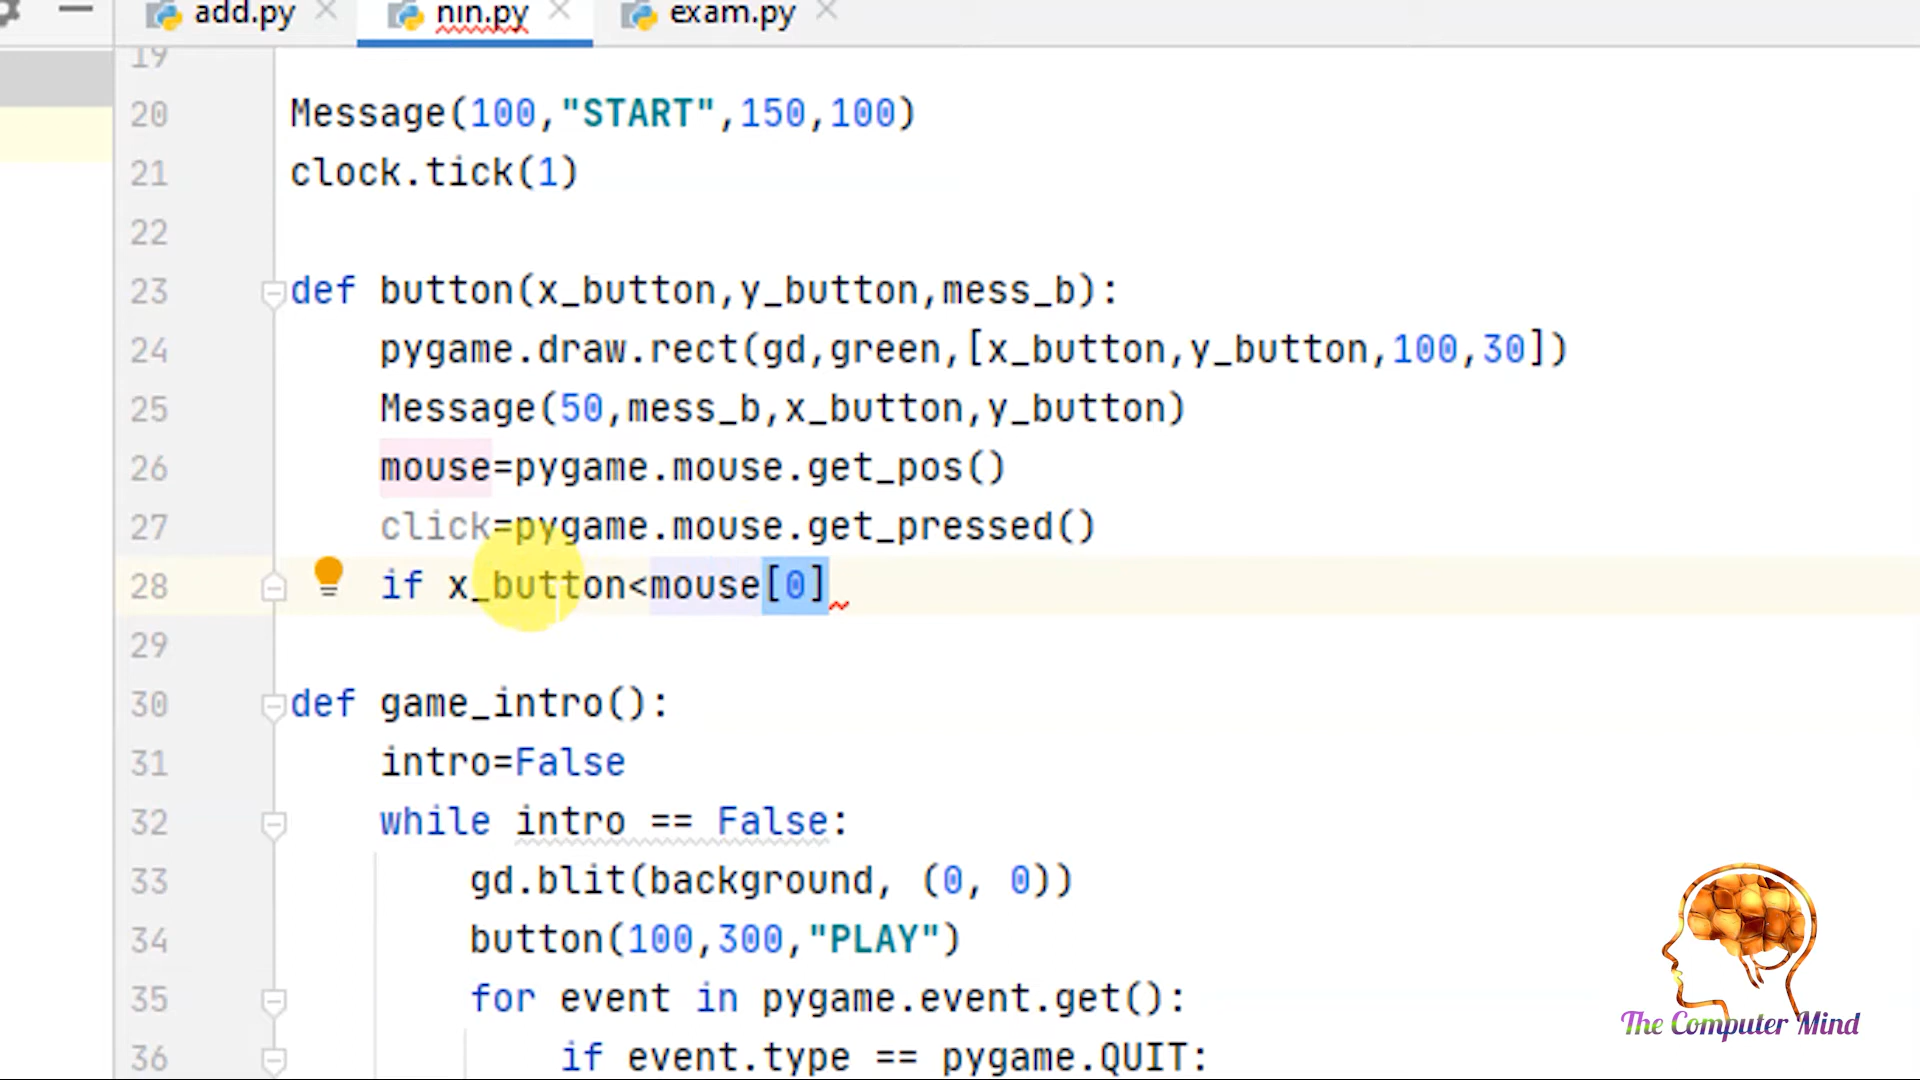 add.py nin.py exam.py
19
20 Message(100,"START",150,100)
21 clock.tick(1)
22
23 def button(x_button,y_button,mess_b):
24 pygame.draw.rect(gd,green,[x_button,y_button,100,30])
25 Message(50,mess_b,x_button,y_button)
26 mouse=pygame.mouse.get_pos()
27 click=pygame.mouse.get_pressed()
28 if x_button<mouse[0]
29
30 def game_intro():
31 intro=False
32 while intro == False:
33 gd.blit(background, (0, 0))
34 button(100,300,"PLAY")
35 for event in pygame.event.get():
36 if event.type == pygame.QUIT:
The Computer Mind